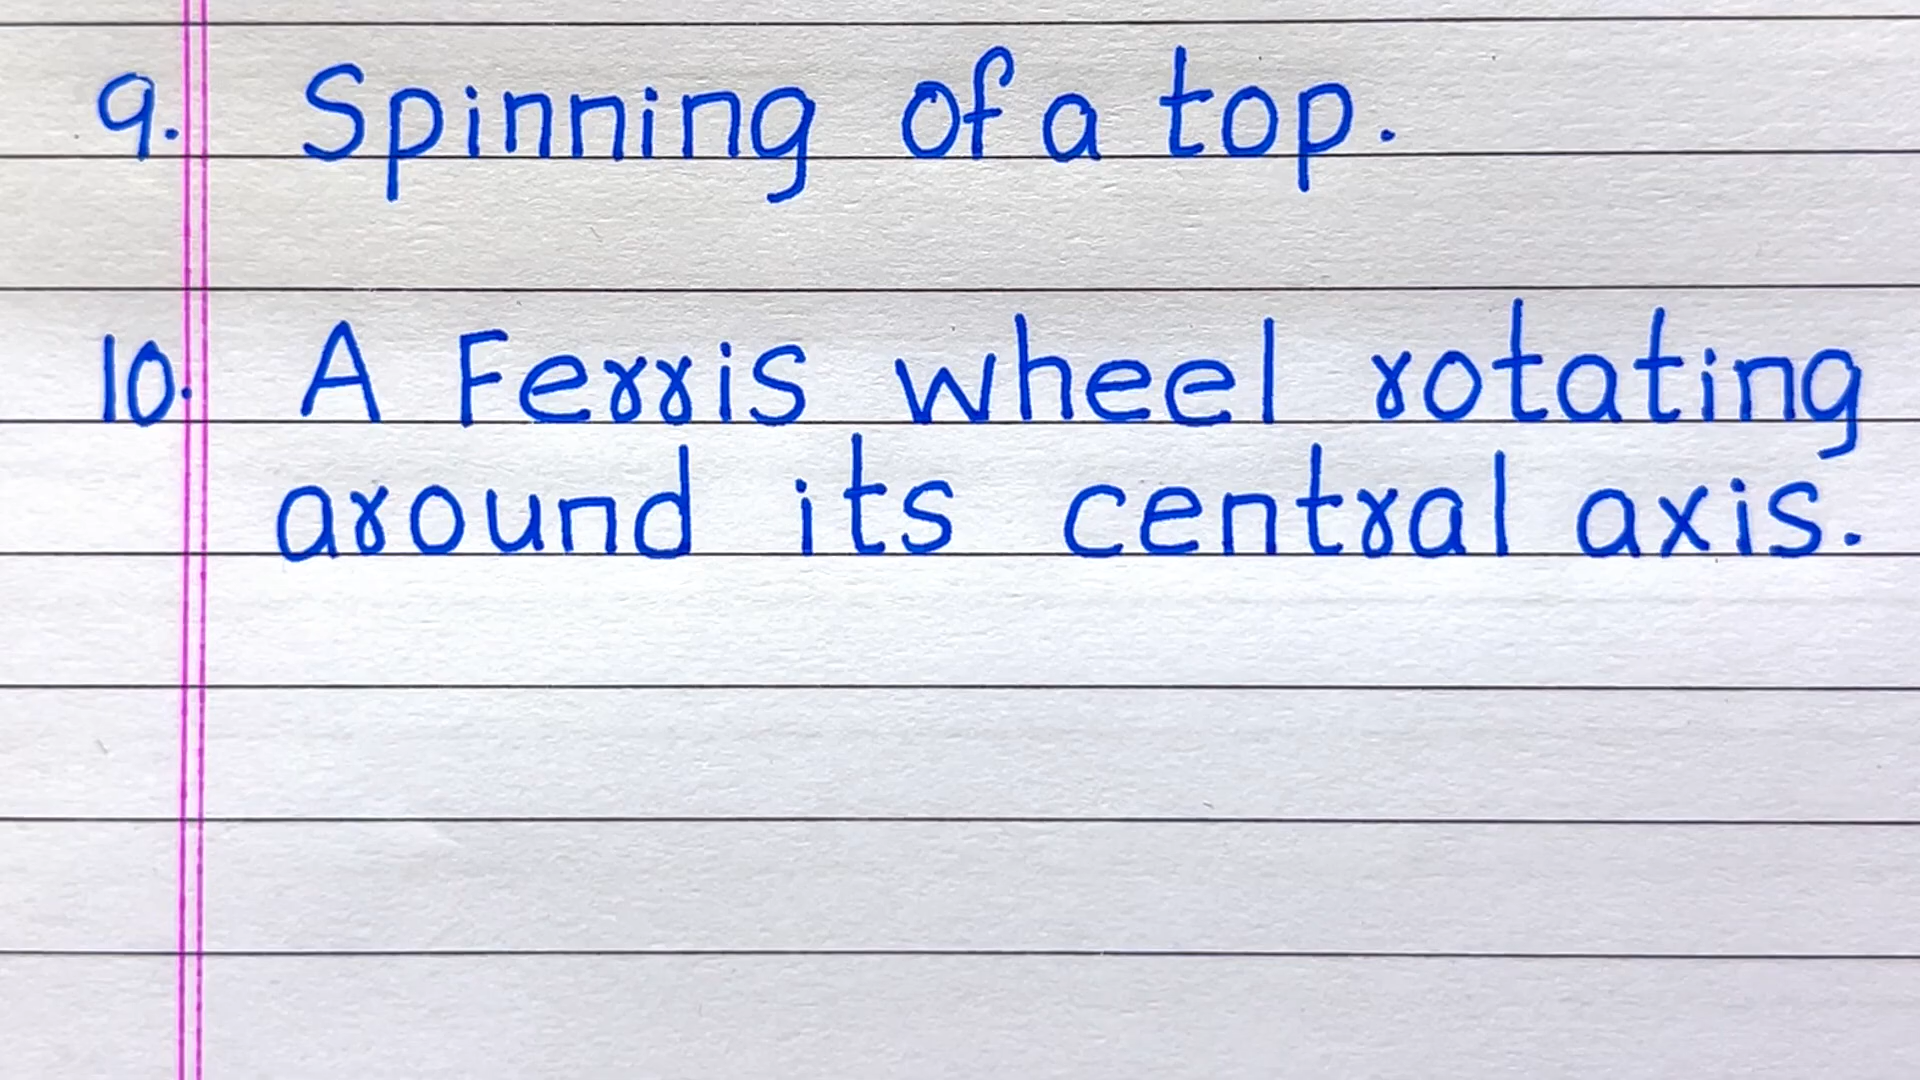 9. Spinning of a top.
10. A Ferris wheel rotating
around its central axis.